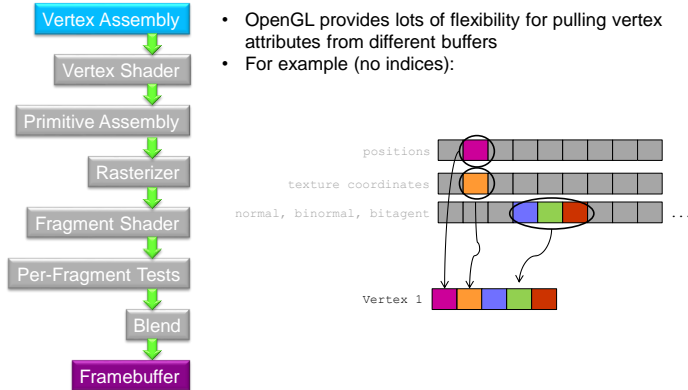 Vertex Assembly
Vertex Shader
Primitive Assembly
Rasterizer
Fragment Shader
Per-Fragment Tests
Blend
Framebuffer
• OpenGL provides lots of flexibility for pulling vertex
attributes from different buffers
• For example (no indices):
positions
texture coordinates
normal, binormal, bitagent
...
Vertex 1